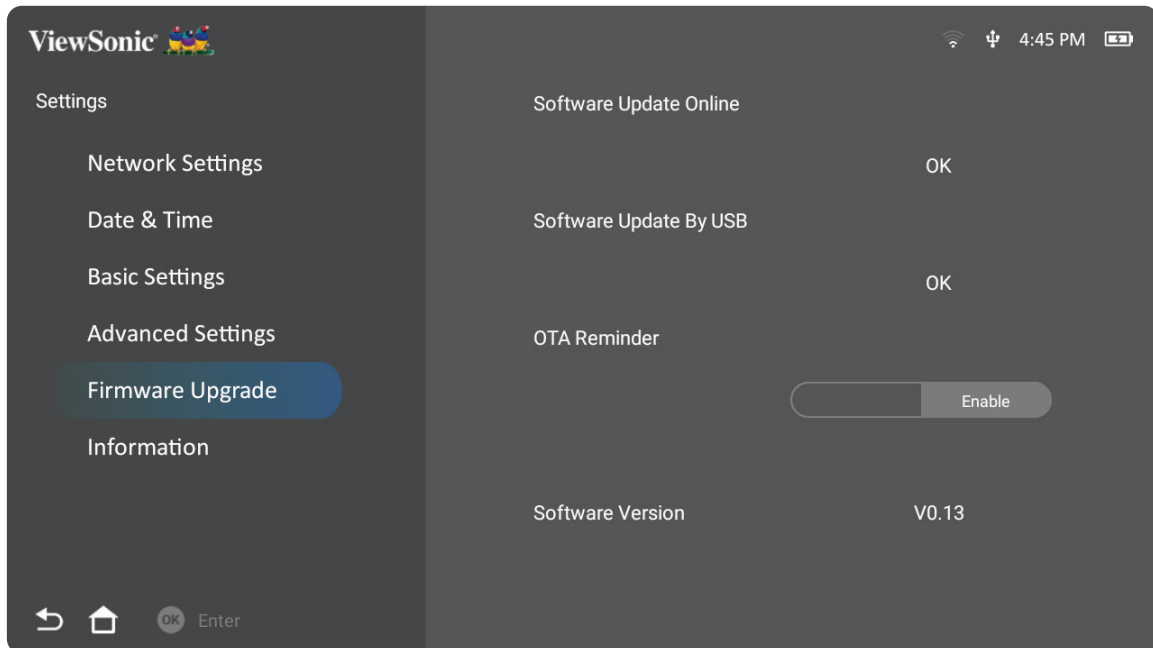 ViewSonic
4:45 PM
Settings
Network Settings
Date & Time
Basic Settings
Advanced Settings
Firmware Upgrade
Information
OK Enter
Software Update Online
OK
Software Update By USB
OK
OTA Reminder
Enable
Software Version V0.13